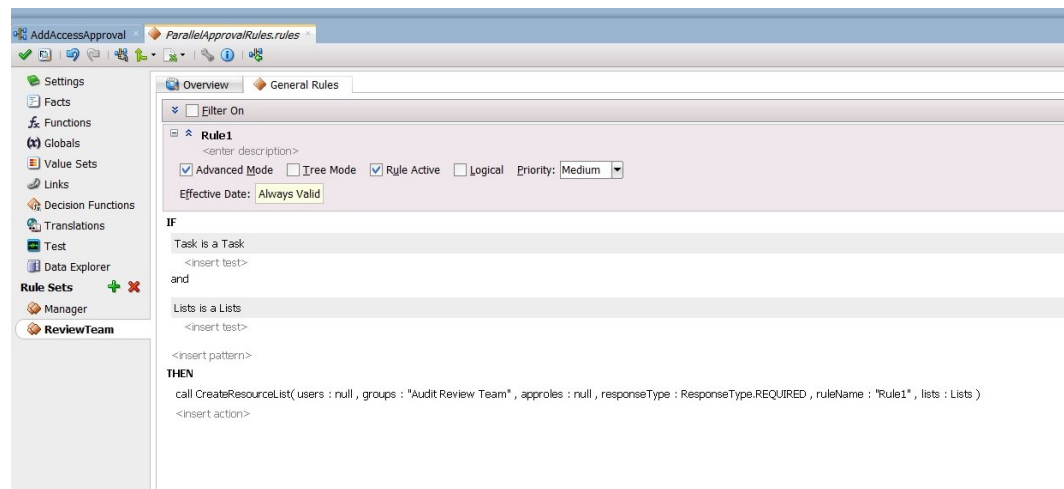 AddAccessApproval
ParallelApprovalRules.rules
Settings
Facts
Functions
Globals
Value Sets
Links
Decision Functions
Translations
Test
Data Explorer
Rule Sets
Manager
ReviewTeam
Overview
General Rules
Filter On
Rule1
<enter description>
Advanced Mode Tree Mode Rule Active Logical Priority: Medium
Effective Date: Always Valid
IF
Task is a Task
<insert test>
and
Lists is a Lists
<insert test>
<insert pattern>
THEN
call CreateResourceList( users : null , groups : "Audit Review Team" , approles : null , responseType : ResponseType.REQUIRED , ruleName : "Rule1" , lists : Lists )
<insert action>